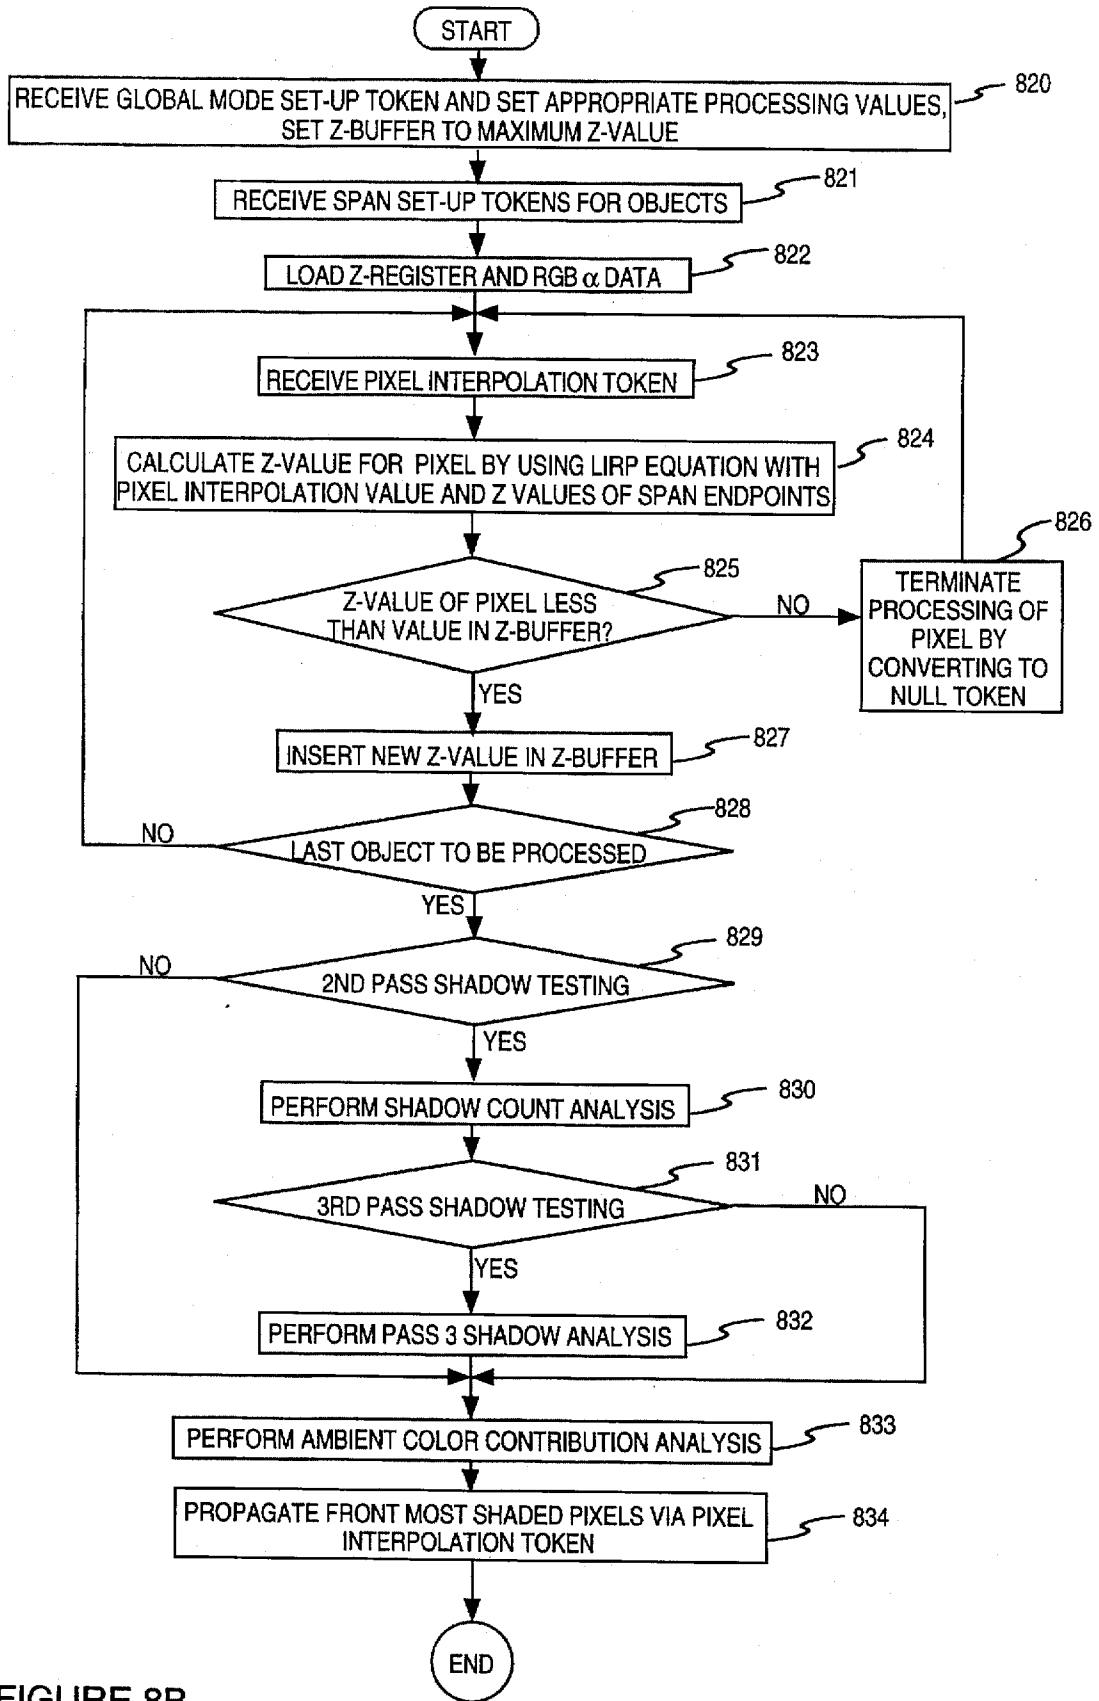 START
RECEIVE GLOBAL MODE SET-UP TOKEN AND SET APPROPRIATE PROCESSING VALUES,
SET Z-BUFFER TO MAXIMUM Z-VALUE
820
RECEIVE SPAN SET-UP TOKENS FOR OBJECTS
821
LOAD Z-REGISTER AND RGB α DATA
822
RECEIVE PIXEL INTERPOLATION TOKEN
823
CALCULATE Z-VALUE FOR PIXEL BY USING LIRP EQUATION WITH
PIXEL INTERPOLATION VALUE AND Z VALUES OF SPAN ENDPOINTS
824
Z-VALUE OF PIXEL LESS
THAN VALUE IN Z-BUFFER?
825
NO
YES
TERMINATE
PROCESSING OF
PIXEL BY
CONVERTING TO
NULL TOKEN
826
INSERT NEW Z-VALUE IN Z-BUFFER
827
LAST OBJECT TO BE PROCESSED
828
NO
YES
2ND PASS SHADOW TESTING
829
NO
YES
PERFORM SHADOW COUNT ANALYSIS
830
3RD PASS SHADOW TESTING
831
NO
YES
PERFORM PASS 3 SHADOW ANALYSIS
832
PERFORM AMBIENT COLOR CONTRIBUTION ANALYSIS
833
PROPAGATE FRONT MOST SHADED PIXELS VIA PIXEL
INTERPOLATION TOKEN
834
END
FIGURE 8B